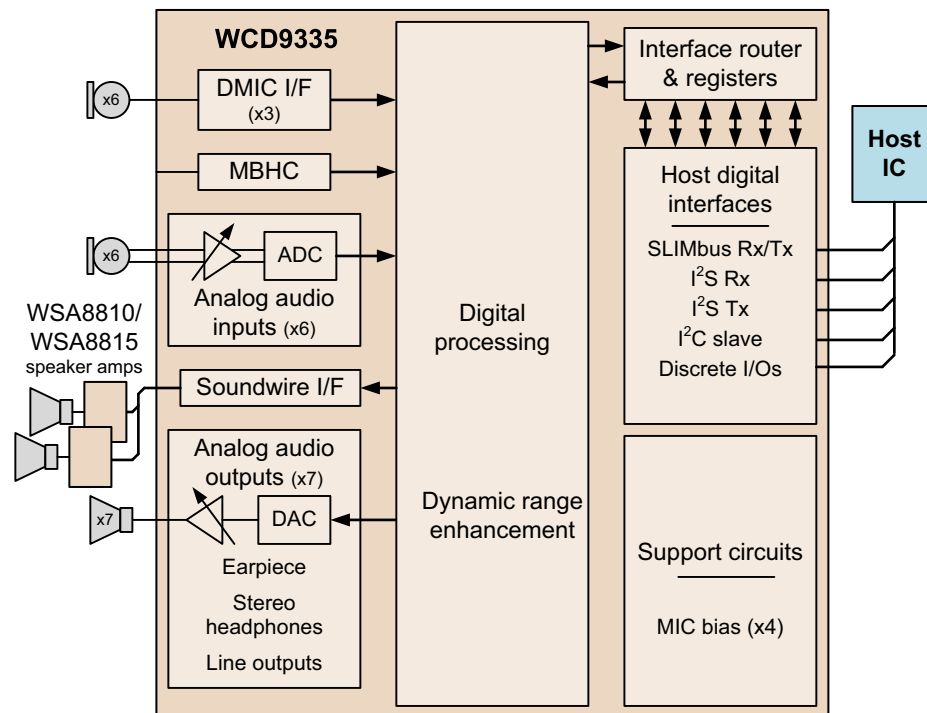 WCD9335
x6
DMIC I/F
(x3)
MBHC
x6
ADC
Analog audio
inputs (x6)
WSA8810/
WSA8815
speaker amps
Soundwire I/F
Analog audio
outputs (x7)
x7
DAC
Earpiece
Stereo
headphones
Line outputs
Digital
processing
Dynamic range
enhancement
Interface router
& registers
Host digital
interfaces
SLIMbus Rx/Tx
I²S Rx
I²S Tx
I²C slave
Discrete I/Os
Host
IC
Support circuits
MIC bias (x4)